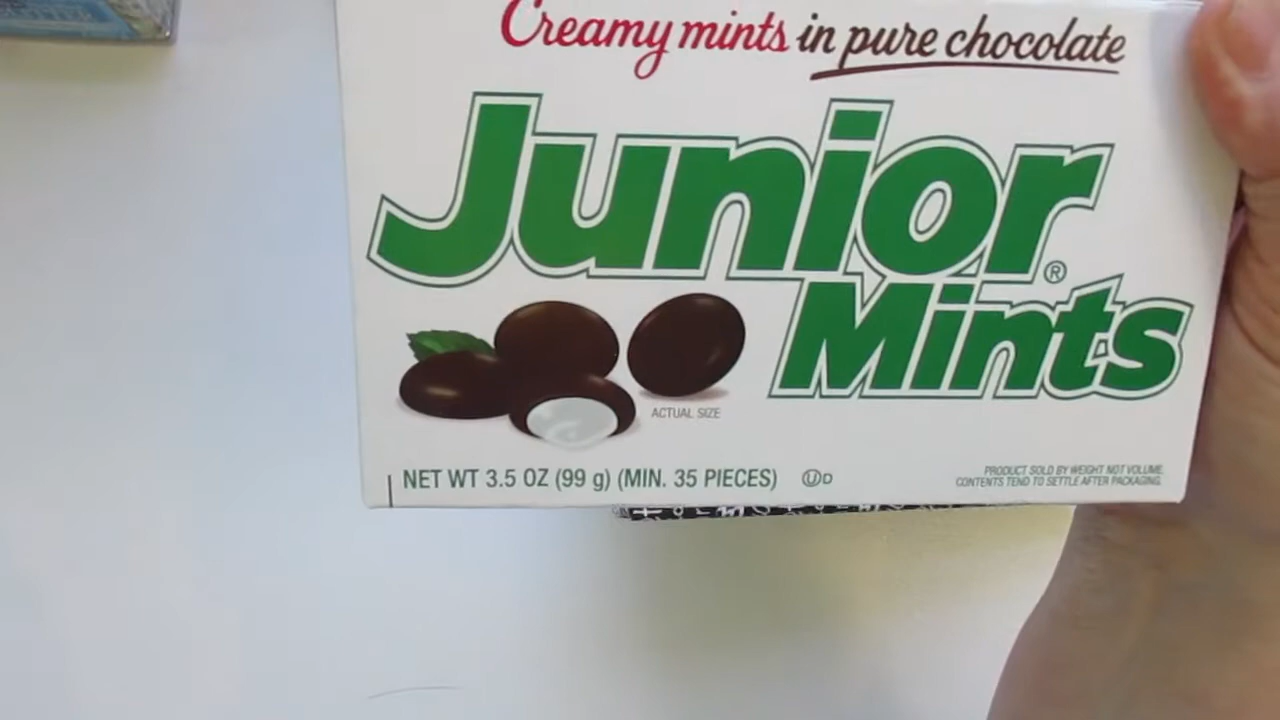 Creamy mints in pure chocolate
Junior®
Mints
ACTUAL SIZE
NET WT 3.5 OZ (99 g) (MIN. 35 PIECES) ⓊD
PRODUCT SOLD BY WEIGHT NOT VOLUME.
CONTENTS TEND TO SETTLE AFTER PACKAGING.